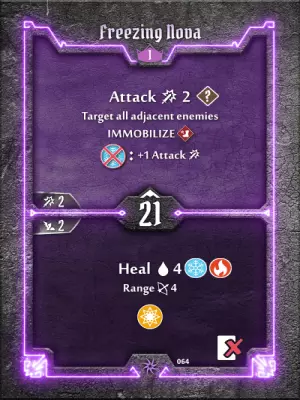 Freezing Nova
1
Attack 2 ?
Target all adjacent enemies
IMMOBILIZE
: +1 Attack
2
21
2
Heal 4
Range 4
064